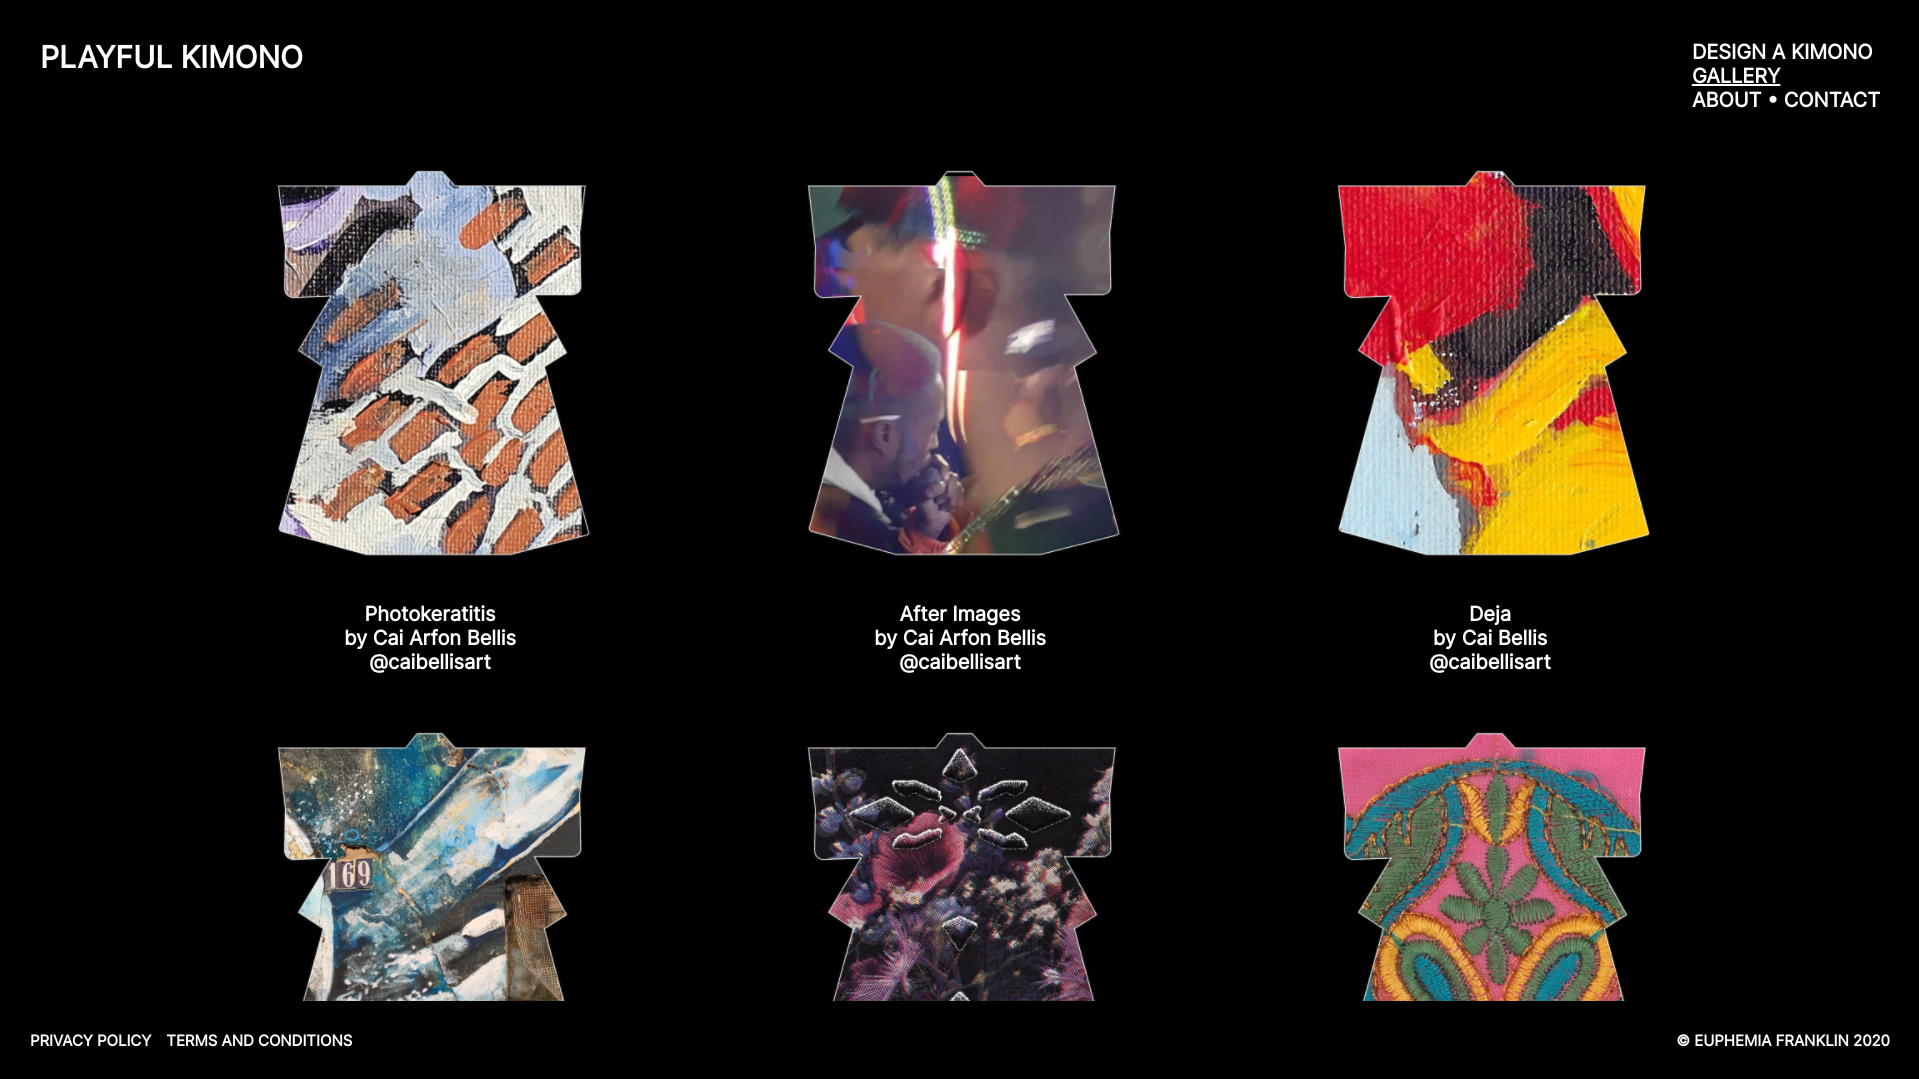 PLAYFUL KIMONO
DESIGN A KIMONO
GALLERY
ABOUT • CONTACT
Photokeratitis
by Cai Arfon Bellis
@caibellisart
After Images
by Cai Arfon Bellis
@caibellisart
Deja
by Cai Bellis
@caibellisart
169
PRIVACY POLICY TERMS AND CONDITIONS
© EUPHEMIA FRANKLIN 2020